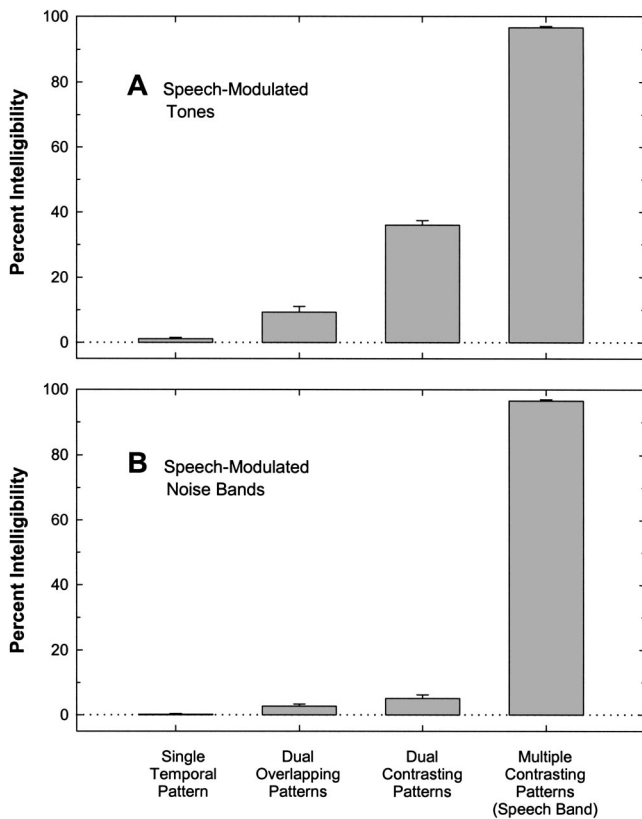 100
80
60
40
20
0
Percent Intelligibility
A Speech-Modulated
Tones
100
80
60
40
20
0
Percent Intelligibility
B Speech-Modulated
Noise Bands
Single
Temporal
Pattern
Dual
Overlapping
Patterns
Dual
Contrasting
Patterns
Multiple
Contrasting
Patterns
(Speech Band)